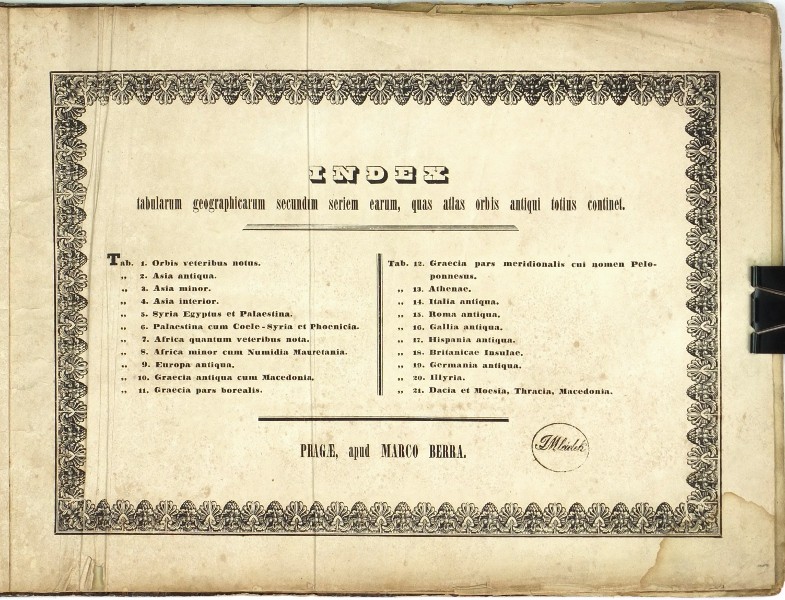 INDEX
tabularum geographicarum secundum seriem earum, quas atlas orbis antiqui totius continet.
Tab. 1. Orbis veteribus notus.
„ 2. Asia antiqua.
„ 3. Asia minor.
„ 4. Asia interior.
„ 5. Syria Egyptus et Palaestina.
„ 6. Palaestina cum Coele-Syria et Phoenicia.
„ 7. Africa quantum veteribus nota.
„ 8. Africa minor cum Numidia Mauretania.
„ 9. Europa antiqua.
„ 10. Graecia antiqua cum Macedonia.
„ 11. Graecia pars borealis.
Tab. 12. Graecia pars meridionalis cui nomen Pelo-
ponnesus.
„ 13. Athenae.
„ 14. Italia antiqua.
„ 15. Roma antiqua.
„ 16. Gallia antiqua.
„ 17. Hispania antiqua.
„ 18. Britanicae Insulae.
„ 19. Germania antiqua.
„ 20. Illyria.
„ 21. Dacia et Moesia, Thracia, Macedonia.
PRAGÆ, apud MARCO BERRA.